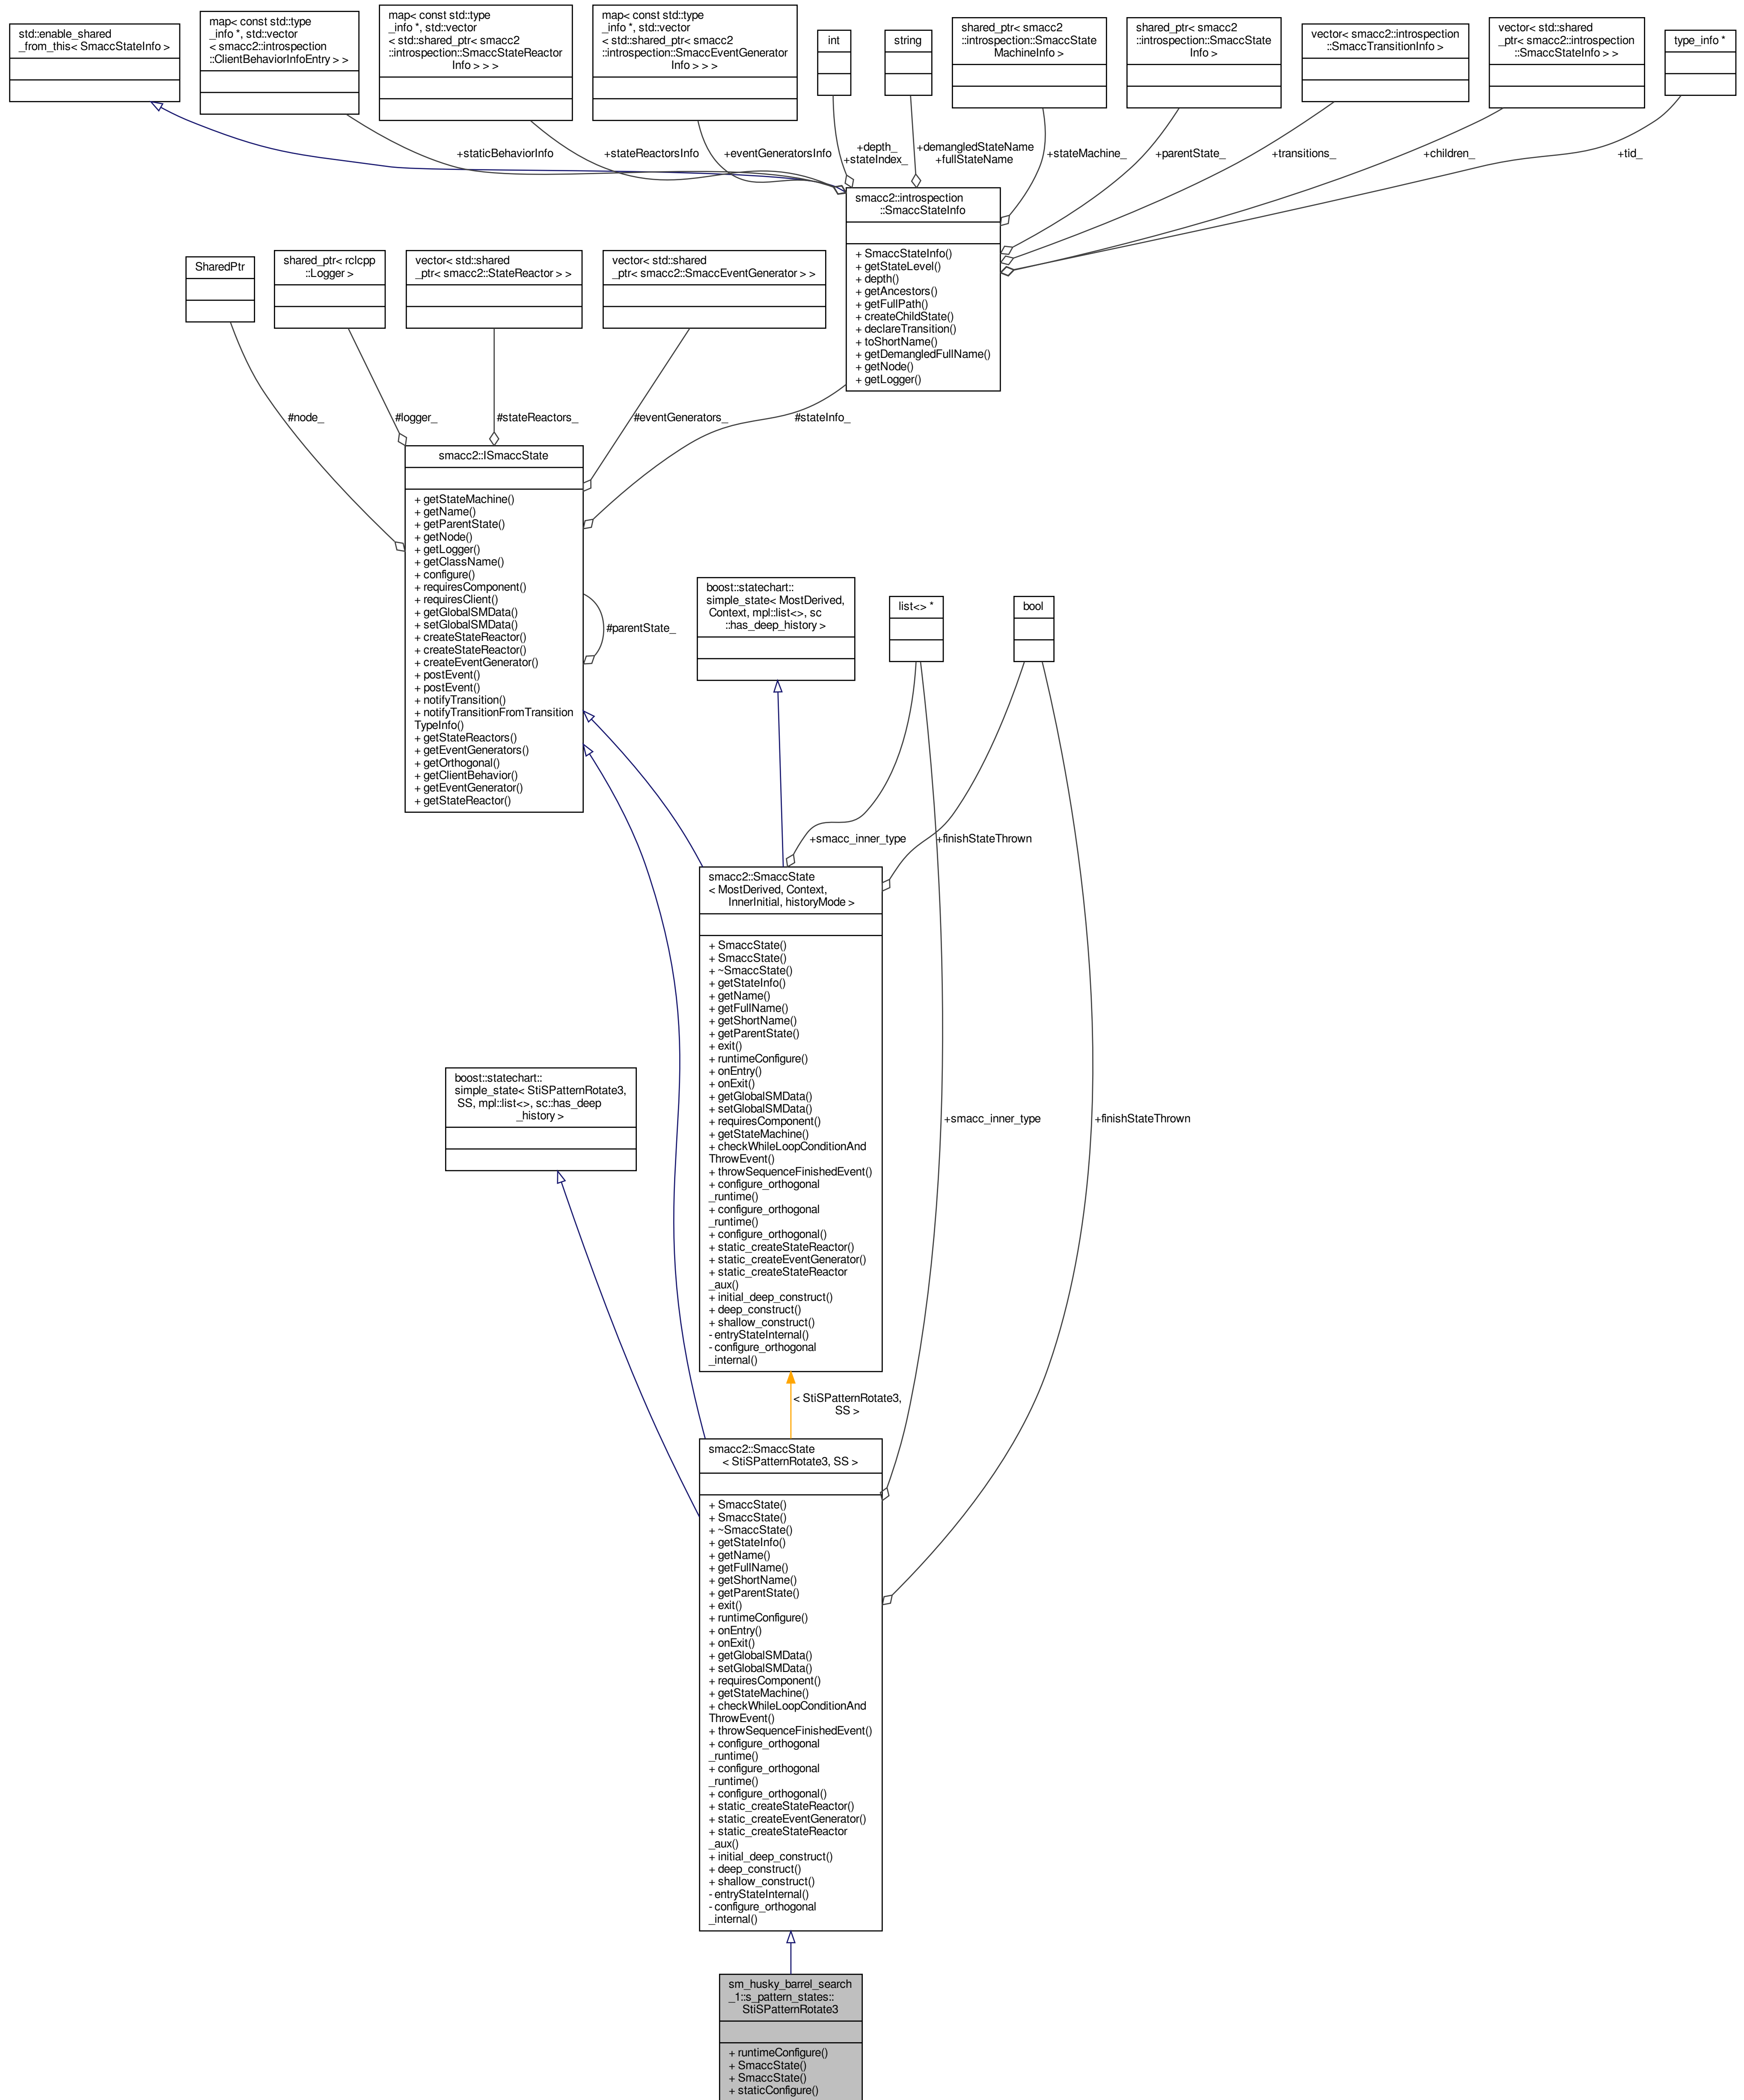 std::enable_shared
_from_this< SmaccStateInfo >
map< const std::type
_info *, std::vector
< smacc2::introspection
::ClientBehaviorInfoEntry > >
map< const std::type
_info *, std::vector
< std::shared_ptr< smacc2
::introspection::SmaccStateReactor
Info > > >
map< const std::type
_info *, std::vector
< std::shared_ptr< smacc2
::introspection::SmaccEventGenerator
Info > > >
int
string
shared_ptr< smacc2
::introspection::SmaccState
MachineInfo >
shared_ptr< smacc2
::introspection::SmaccState
Info >
vector< smacc2::introspection
::SmaccTransitionInfo >
vector< std::shared
_ptr< smacc2::introspection
::SmaccStateInfo > >
type_info *
+staticBehaviorInfo
+stateReactorsInfo
+eventGeneratorsInfo
+depth_
+stateIndex_
+demangledStateName
+fullStateName
+stateMachine_
+parentState_
+transitions_
+children_
+tid_
smacc2::introspection
::SmaccStateInfo
+ SmaccStateInfo()
+ getStateLevel()
+ depth()
+ getAncestors()
+ getFullPath()
+ createChildState()
+ declareTransition()
+ toShortName()
+ getDemangledFullName()
+ getNode()
+ getLogger()
SharedPtr
shared_ptr< rclcpp
::Logger >
vector< std::shared
_ptr< smacc2::StateReactor > >
vector< std::shared
_ptr< smacc2::SmaccEventGenerator > >
#node_
#logger_
#stateReactors_
#eventGenerators_
#stateInfo_
smacc2::ISmaccState
+ getStateMachine()
+ getName()
+ getParentState()
+ getNode()
+ getLogger()
+ getClassName()
+ configure()
+ requiresComponent()
+ requiresClient()
+ getGlobalSMData()
+ setGlobalSMData()
+ createStateReactor()
+ createStateReactor()
+ createEventGenerator()
+ postEvent()
+ postEvent()
+ notifyTransition()
+ notifyTransitionFromTransition
TypeInfo()
+ getStateReactors()
+ getEventGenerators()
+ getOrthogonal()
+ getClientBehavior()
+ getEventGenerator()
+ getStateReactor()
#parentState_
boost::statechart::
simple_state< MostDerived,
Context, mpl::list<>, sc
::has_deep_history >
list<> *
bool
+smacc_inner_type
+finishStateThrown
smacc2::SmaccState
< MostDerived, Context,
InnerInitial, historyMode >
+ SmaccState()
+ SmaccState()
+ ~SmaccState()
+ getStateInfo()
+ getName()
+ getFullName()
+ getShortName()
+ getParentState()
+ exit()
+ runtimeConfigure()
+ onEntry()
+ onExit()
+ getGlobalSMData()
+ setGlobalSMData()
+ requiresComponent()
+ getStateMachine()
+ checkWhileLoopConditionAnd
ThrowEvent()
+ throwSequenceFinishedEvent()
+ configure_orthogonal
_runtime()
+ configure_orthogonal
_runtime()
+ configure_orthogonal()
+ static_createStateReactor()
+ static_createEventGenerator()
+ static_createStateReactor
_aux()
+ initial_deep_construct()
+ deep_construct()
+ shallow_construct()
- entryStateInternal()
- configure_orthogonal
_internal()
boost::statechart::
simple_state< StiSPatternRotate3,
SS, mpl::list<>, sc::has_deep
_history >
+smacc_inner_type
+finishStateThrown
< StiSPatternRotate3,
SS >
smacc2::SmaccState
< StiSPatternRotate3, SS >
+ SmaccState()
+ SmaccState()
+ ~SmaccState()
+ getStateInfo()
+ getName()
+ getFullName()
+ getShortName()
+ getParentState()
+ exit()
+ runtimeConfigure()
+ onEntry()
+ onExit()
+ getGlobalSMData()
+ setGlobalSMData()
+ requiresComponent()
+ getStateMachine()
+ checkWhileLoopConditionAnd
ThrowEvent()
+ throwSequenceFinishedEvent()
+ configure_orthogonal
_runtime()
+ configure_orthogonal
_runtime()
+ configure_orthogonal()
+ static_createStateReactor()
+ static_createEventGenerator()
+ static_createStateReactor
_aux()
+ initial_deep_construct()
+ deep_construct()
+ shallow_construct()
- entryStateInternal()
- configure_orthogonal
_internal()
sm_husky_barrel_search
_1::s_pattern_states::
StiSPatternRotate3
+ runtimeConfigure()
+ SmaccState()
+ SmaccState()
+ staticConfigure()